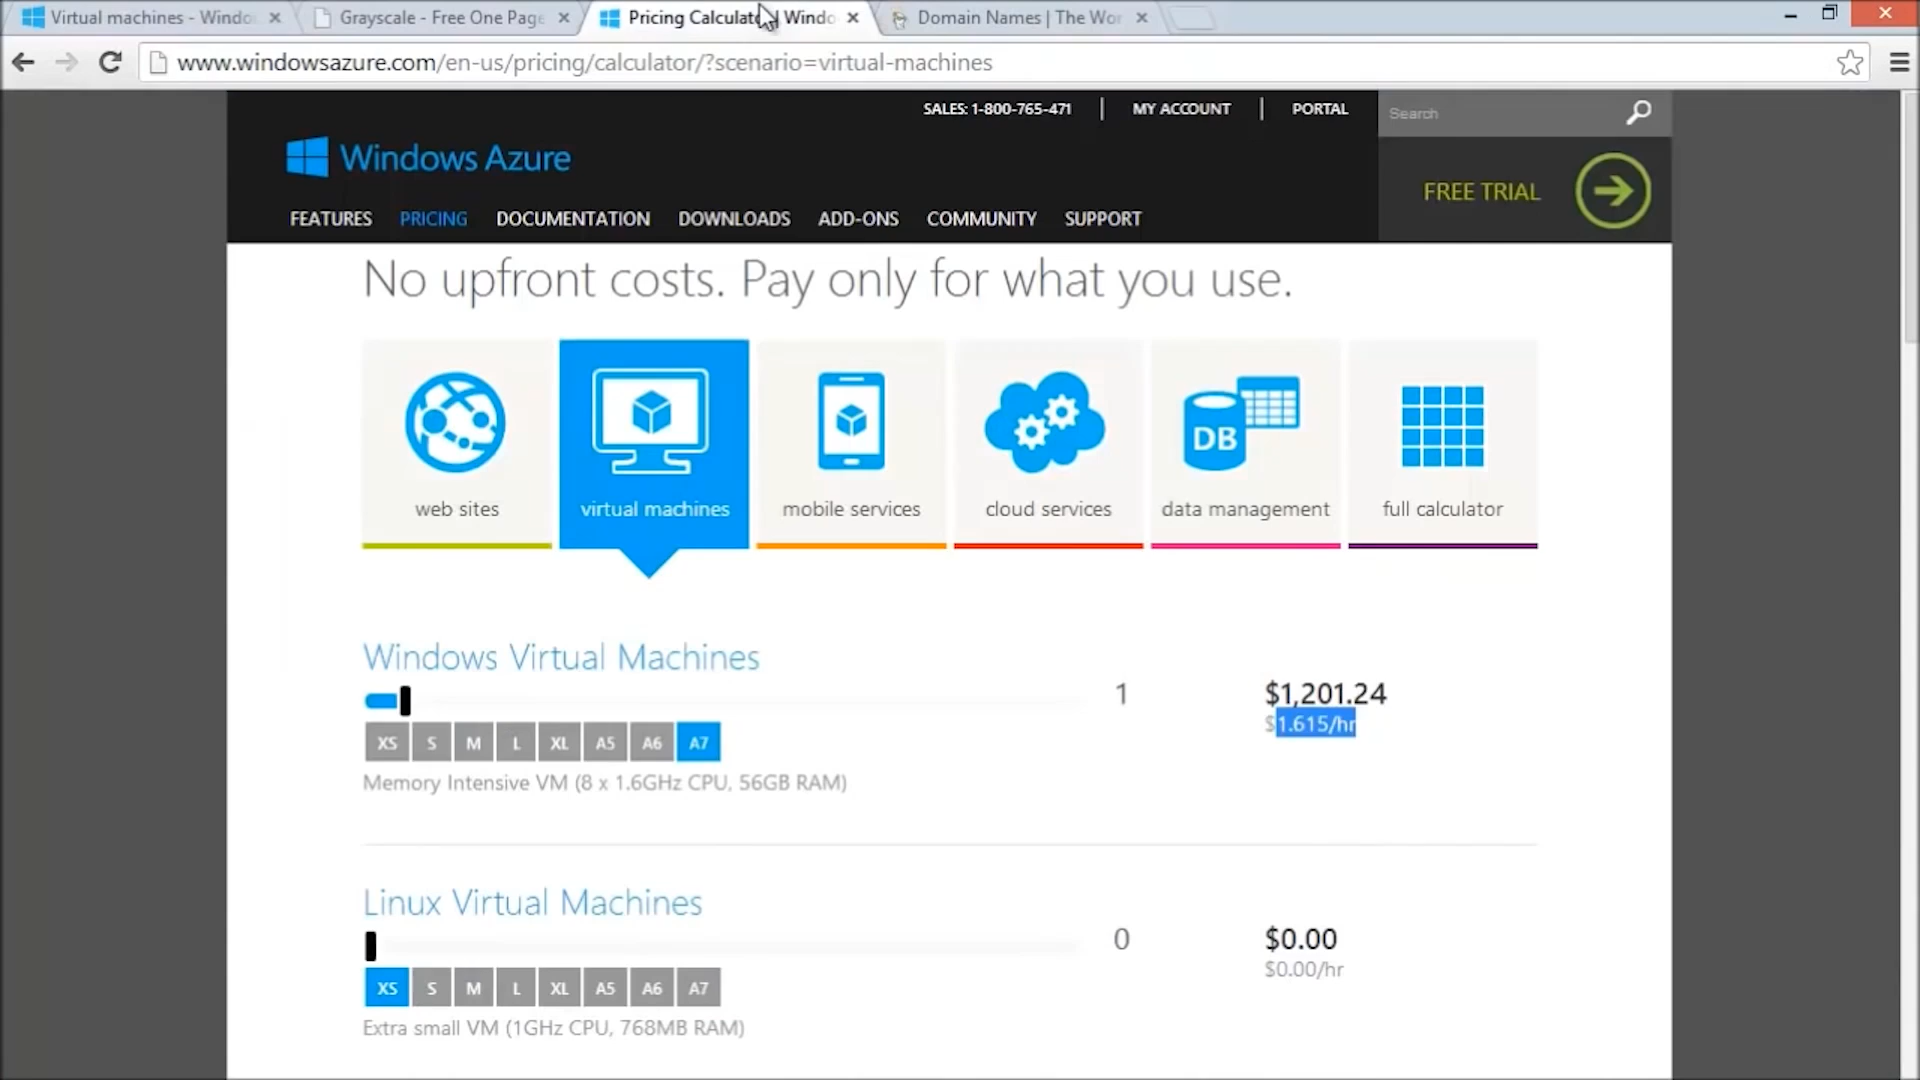 Virtual machines - Windo
Grayscale - Free One Page
Pricing Calculato Windo
Domain Names | The Wor
www.windowsazure.com/en-us/pricing/calculator/?scenario=virtual-machines
SALES: 1-800-765-471 | MY ACCOUNT | PORTAL
Search
Windows Azure
FREE TRIAL
FEATURES PRICING DOCUMENTATION DOWNLOADS ADD-ONS COMMUNITY SUPPORT
No upfront costs. Pay only for what you use.
DB
web sites virtual machines mobile services cloud services data management full calculator
Windows Virtual Machines
1 $1,201.24
$1.615/hr
XS S M L XL A5 A6 A7
Memory Intensive VM (8 x 1.6GHz CPU, 56GB RAM)
Linux Virtual Machines
0 $0.00
$0.00/hr
XS S M L XL A5 A6 A7
Extra small VM (1GHz CPU, 768MB RAM)